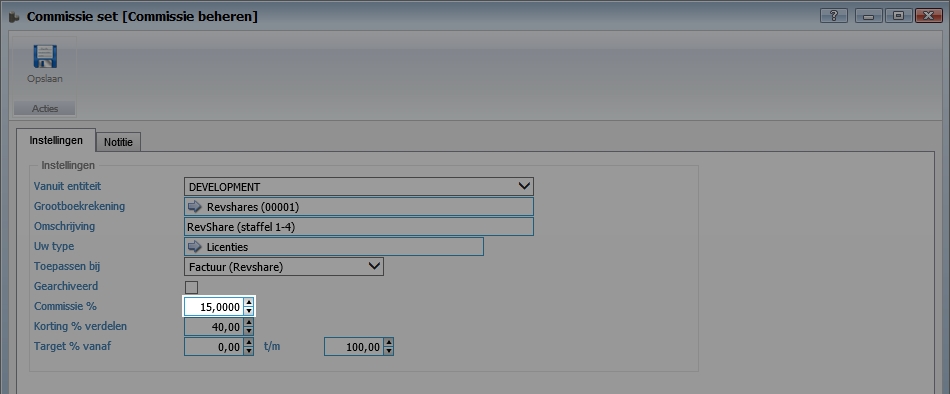 Commissie set [Commissie beheren]
?
Opslaan
Acties
Instellingen Notitie
Instellingen
Vanuit entiteit DEVELOPMENT
Grootboekrekening Revshares (00001)
Omschrijving RevShare (staffel 1-4)
Uw type Licenties
Toepassen bij Factuur (Revshare)
Gearchiveerd
Commissie % 15,0000
Korting % verdelen 40,00
Target % vanaf 0,00 t/m 100,00